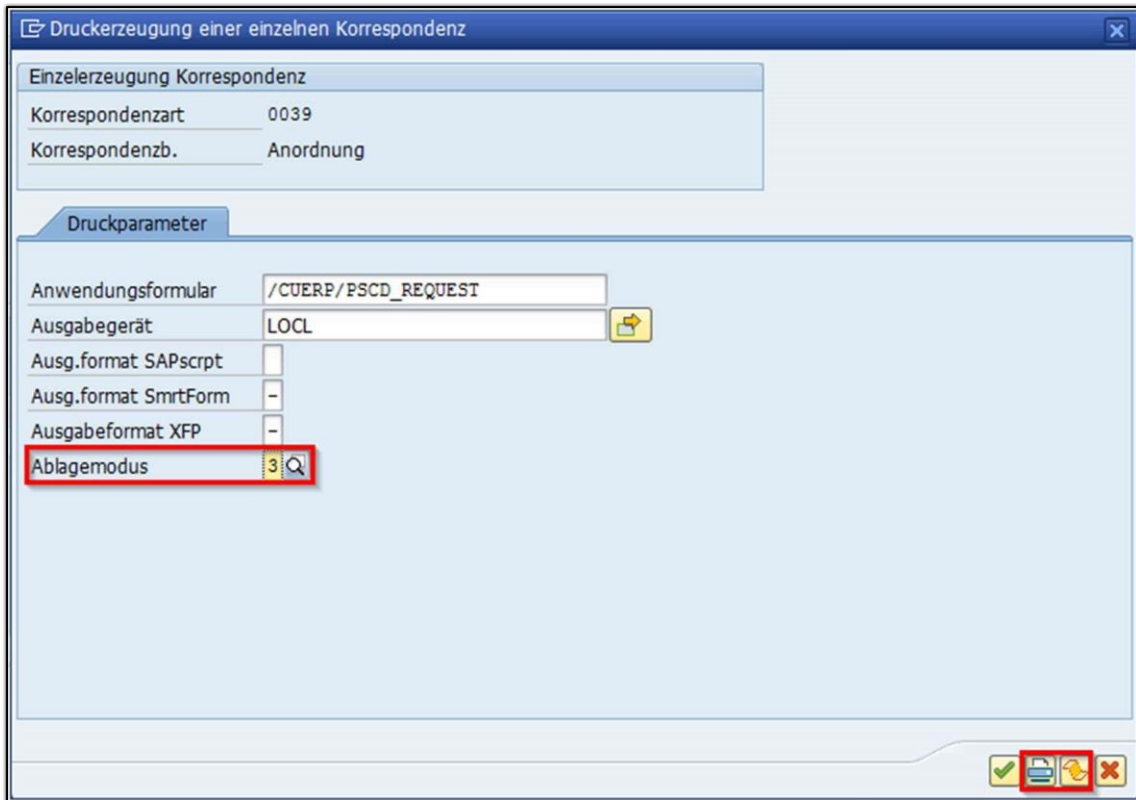 Druckerzeugung einer einzelnen Korrespondenz
Einzelerzeugung Korrespondenz
Korrespondenzart 0039
Korrespondenzb. Anordnung
Druckparameter
Anwendungsformular /CUERP/PSCD_REQUEST
Ausgabegerät LOCL
Ausg.format SAPscrpt
Ausg.format SmrtForm -
Ausgabeformat XFP -
Ablagemodus 3